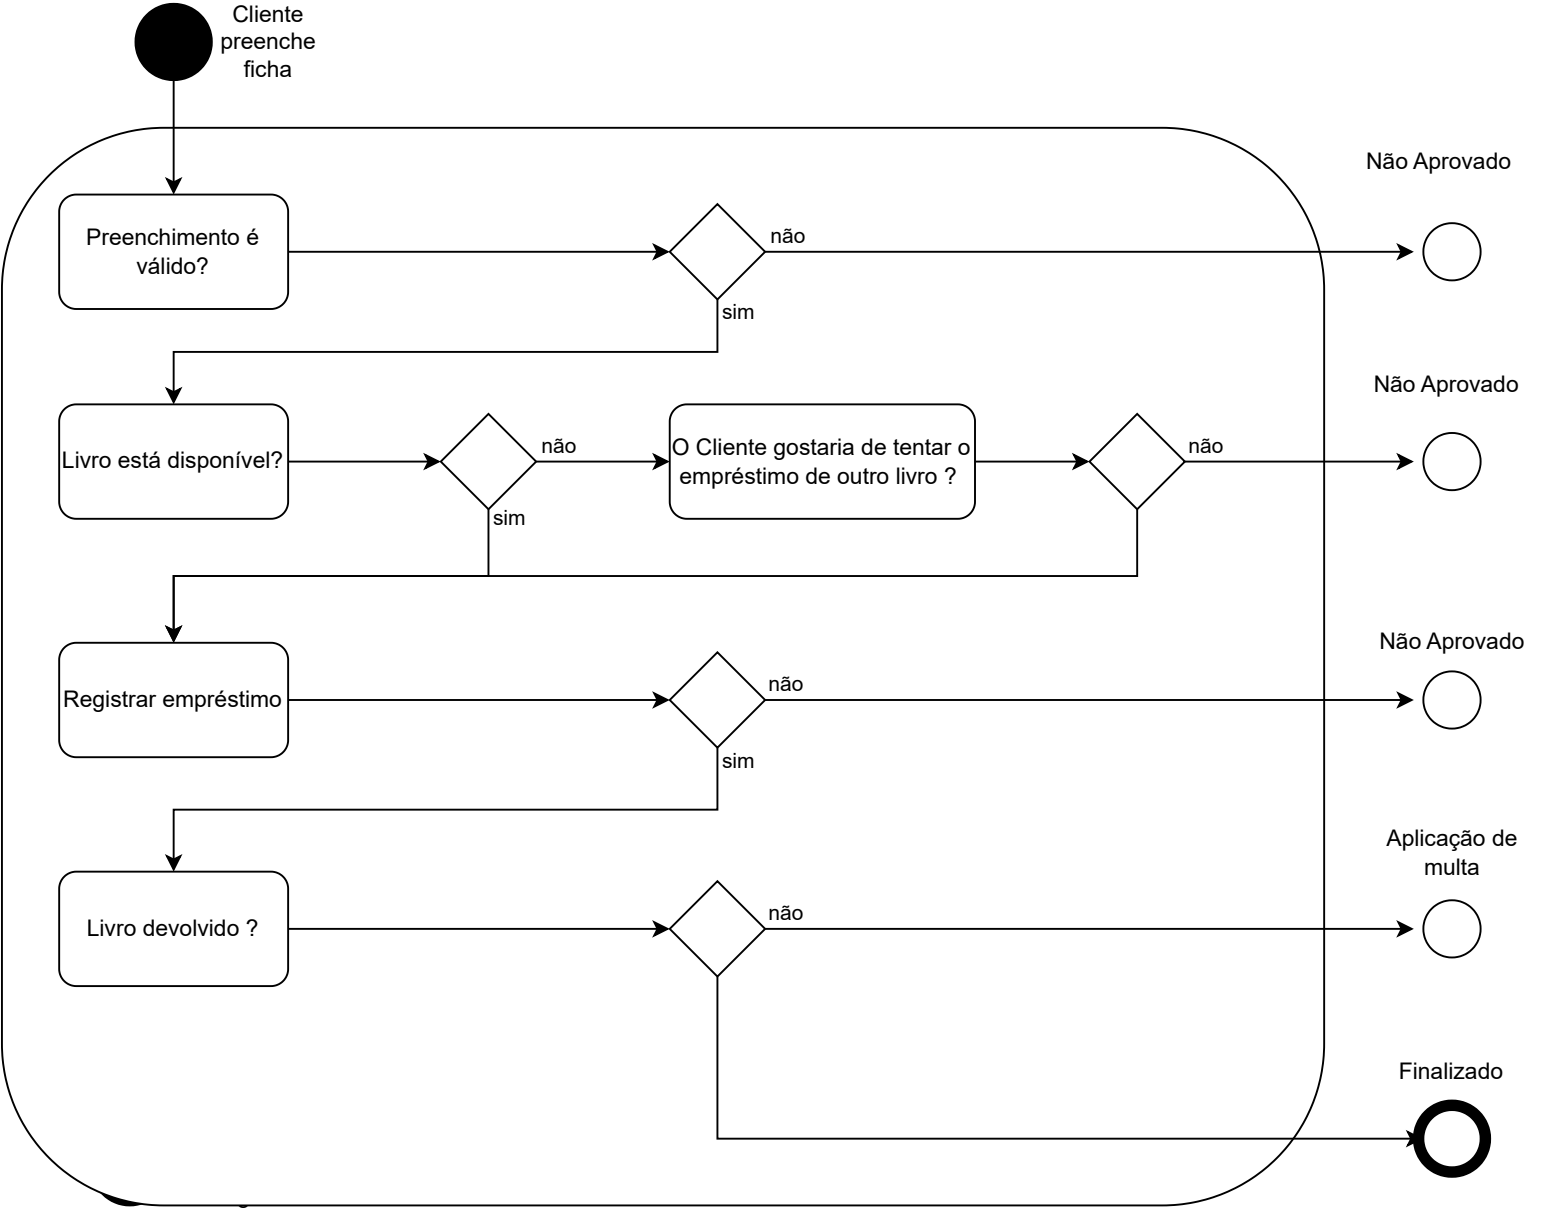 Cliente
preenche
ficha
Não Aprovado
Preenchimento é
válido?
não
sim
Não Aprovado
Livro está disponível?
não
O Cliente gostaria de tentar o
empréstimo de outro livro ?
não
sim
Não Aprovado
Registrar empréstimo
não
sim
Aplicação de
multa
Livro devolvido ?
não
Finalizado